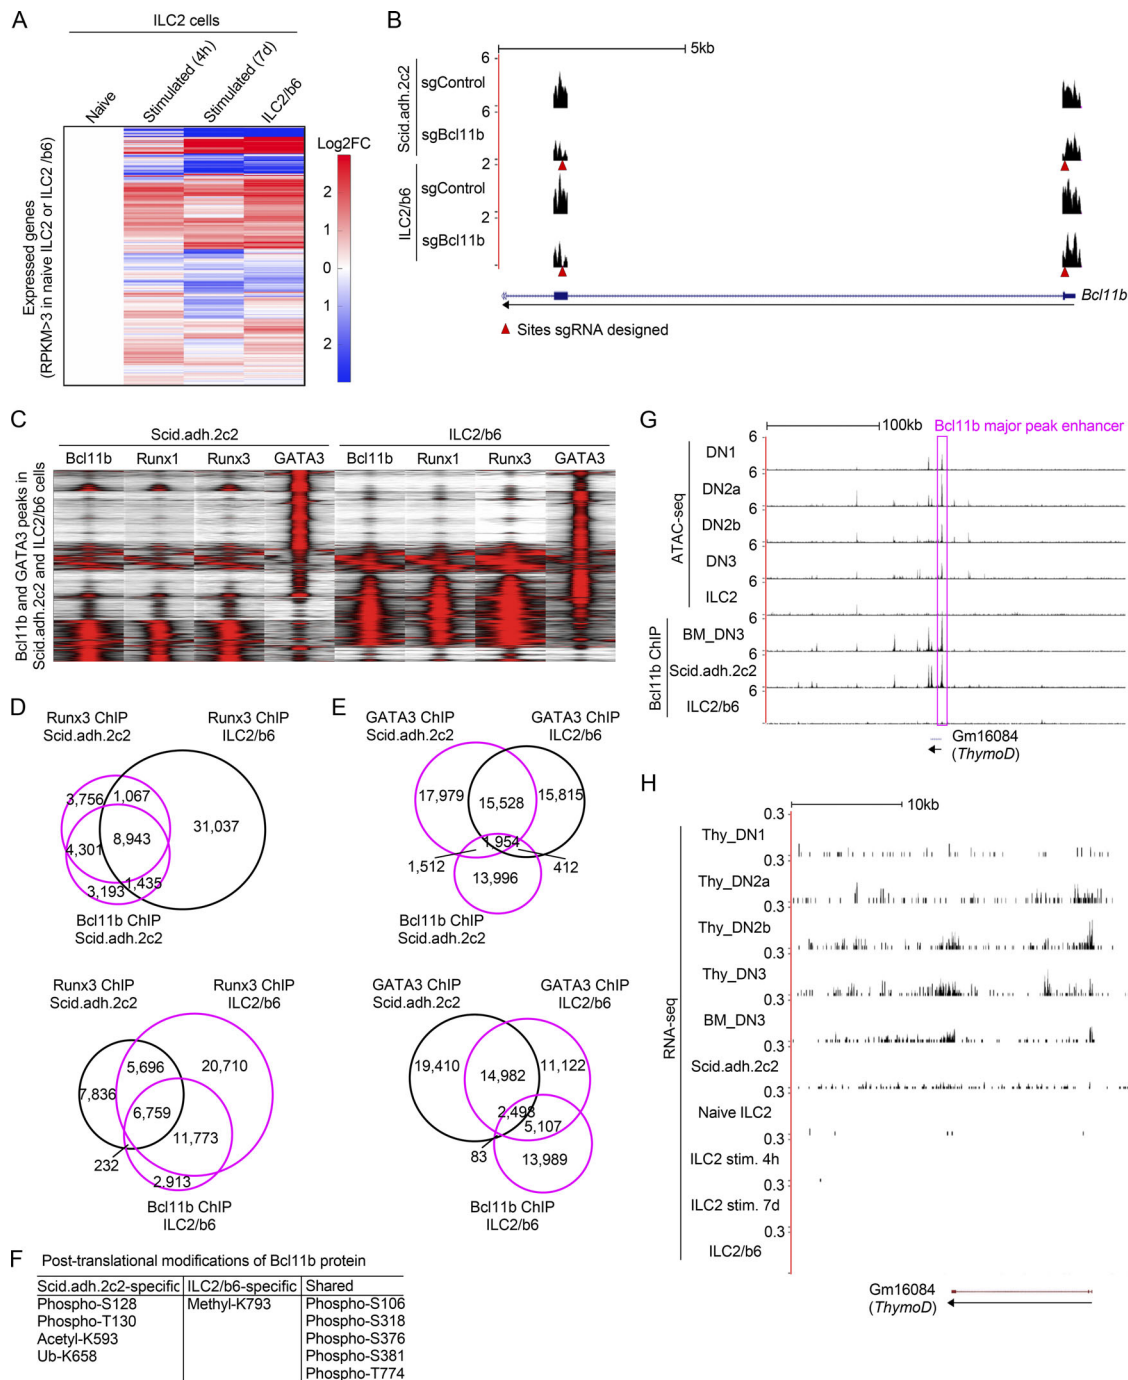 A
ILC2 cells
Naive
Stimulated (4h)
Stimulated (7d)
ILC2/b6
Expressed genes
(RPKM>3 in naive ILC2 or ILC2 /b6)
Log2FC
2
1
0
1
2
B
5kb
Scid.adh.2c2
ILC2/b6
6
sgControl
6
sgBcl11b
2
sgControl
2
sgBcl11b
Bcl11b
Sites sgRNA designed
C
Scid.adh.2c2
ILC2/b6
Bcl11b Runx1 Runx3 GATA3 Bcl11b Runx1 Runx3 GATA3
Bcl11b and GATA3 peaks in
Scid.adh.2c2 and ILC2/b6 cells
D
Runx3 ChIP
Scid.adh.2c2
Runx3 ChIP
ILC2/b6
3,756
1,067
31,037
8,943
4,301
1,435
3,193
Bcl11b ChIP
Scid.adh.2c2
Runx3 ChIP
Scid.adh.2c2
Runx3 ChIP
ILC2/b6
5,696
20,710
7,836
6,759
11,773
232
2,913
Bcl11b ChIP
ILC2/b6
E
GATA3 ChIP
Scid.adh.2c2
GATA3 ChIP
ILC2/b6
17,979
15,528
15,815
1,954
1,512
412
13,996
Bcl11b ChIP
Scid.adh.2c2
GATA3 ChIP
Scid.adh.2c2
GATA3 ChIP
ILC2/b6
19,410
14,982
11,122
2,498
5,107
83
13,989
Bcl11b ChIP
ILC2/b6
F
Post-translational modifications of Bcl11b protein
Scid.adh.2c2-specific ILC2/b6-specific Shared
Phospho-S128 Methyl-K793 Phospho-S106
Phospho-T130 Phospho-S318
Acetyl-K593 Phospho-S376
Ub-K658 Phospho-S381
Phospho-T774
G
100kb
Bcl11b major peak enhancer
ATAC-seq
Bcl11b ChIP
6
DN1
6
DN2a
6
DN2b
6
DN3
6
ILC2
6
BM_DN3
6
Scid.adh.2c2
6
ILC2/b6
Gm16084
(ThymoD)
H
10kb
RNA-seq
0.3
Thy_DN1
0.3
Thy_DN2a
0.3
Thy_DN2b
0.3
Thy_DN3
0.3
BM_DN3
0.3
Scid.adh.2c2
0.3
Naive ILC2
0.3
ILC2 stim. 4h
0.3
ILC2 stim. 7d
0.3
ILC2/b6
Gm16084
(ThymoD)